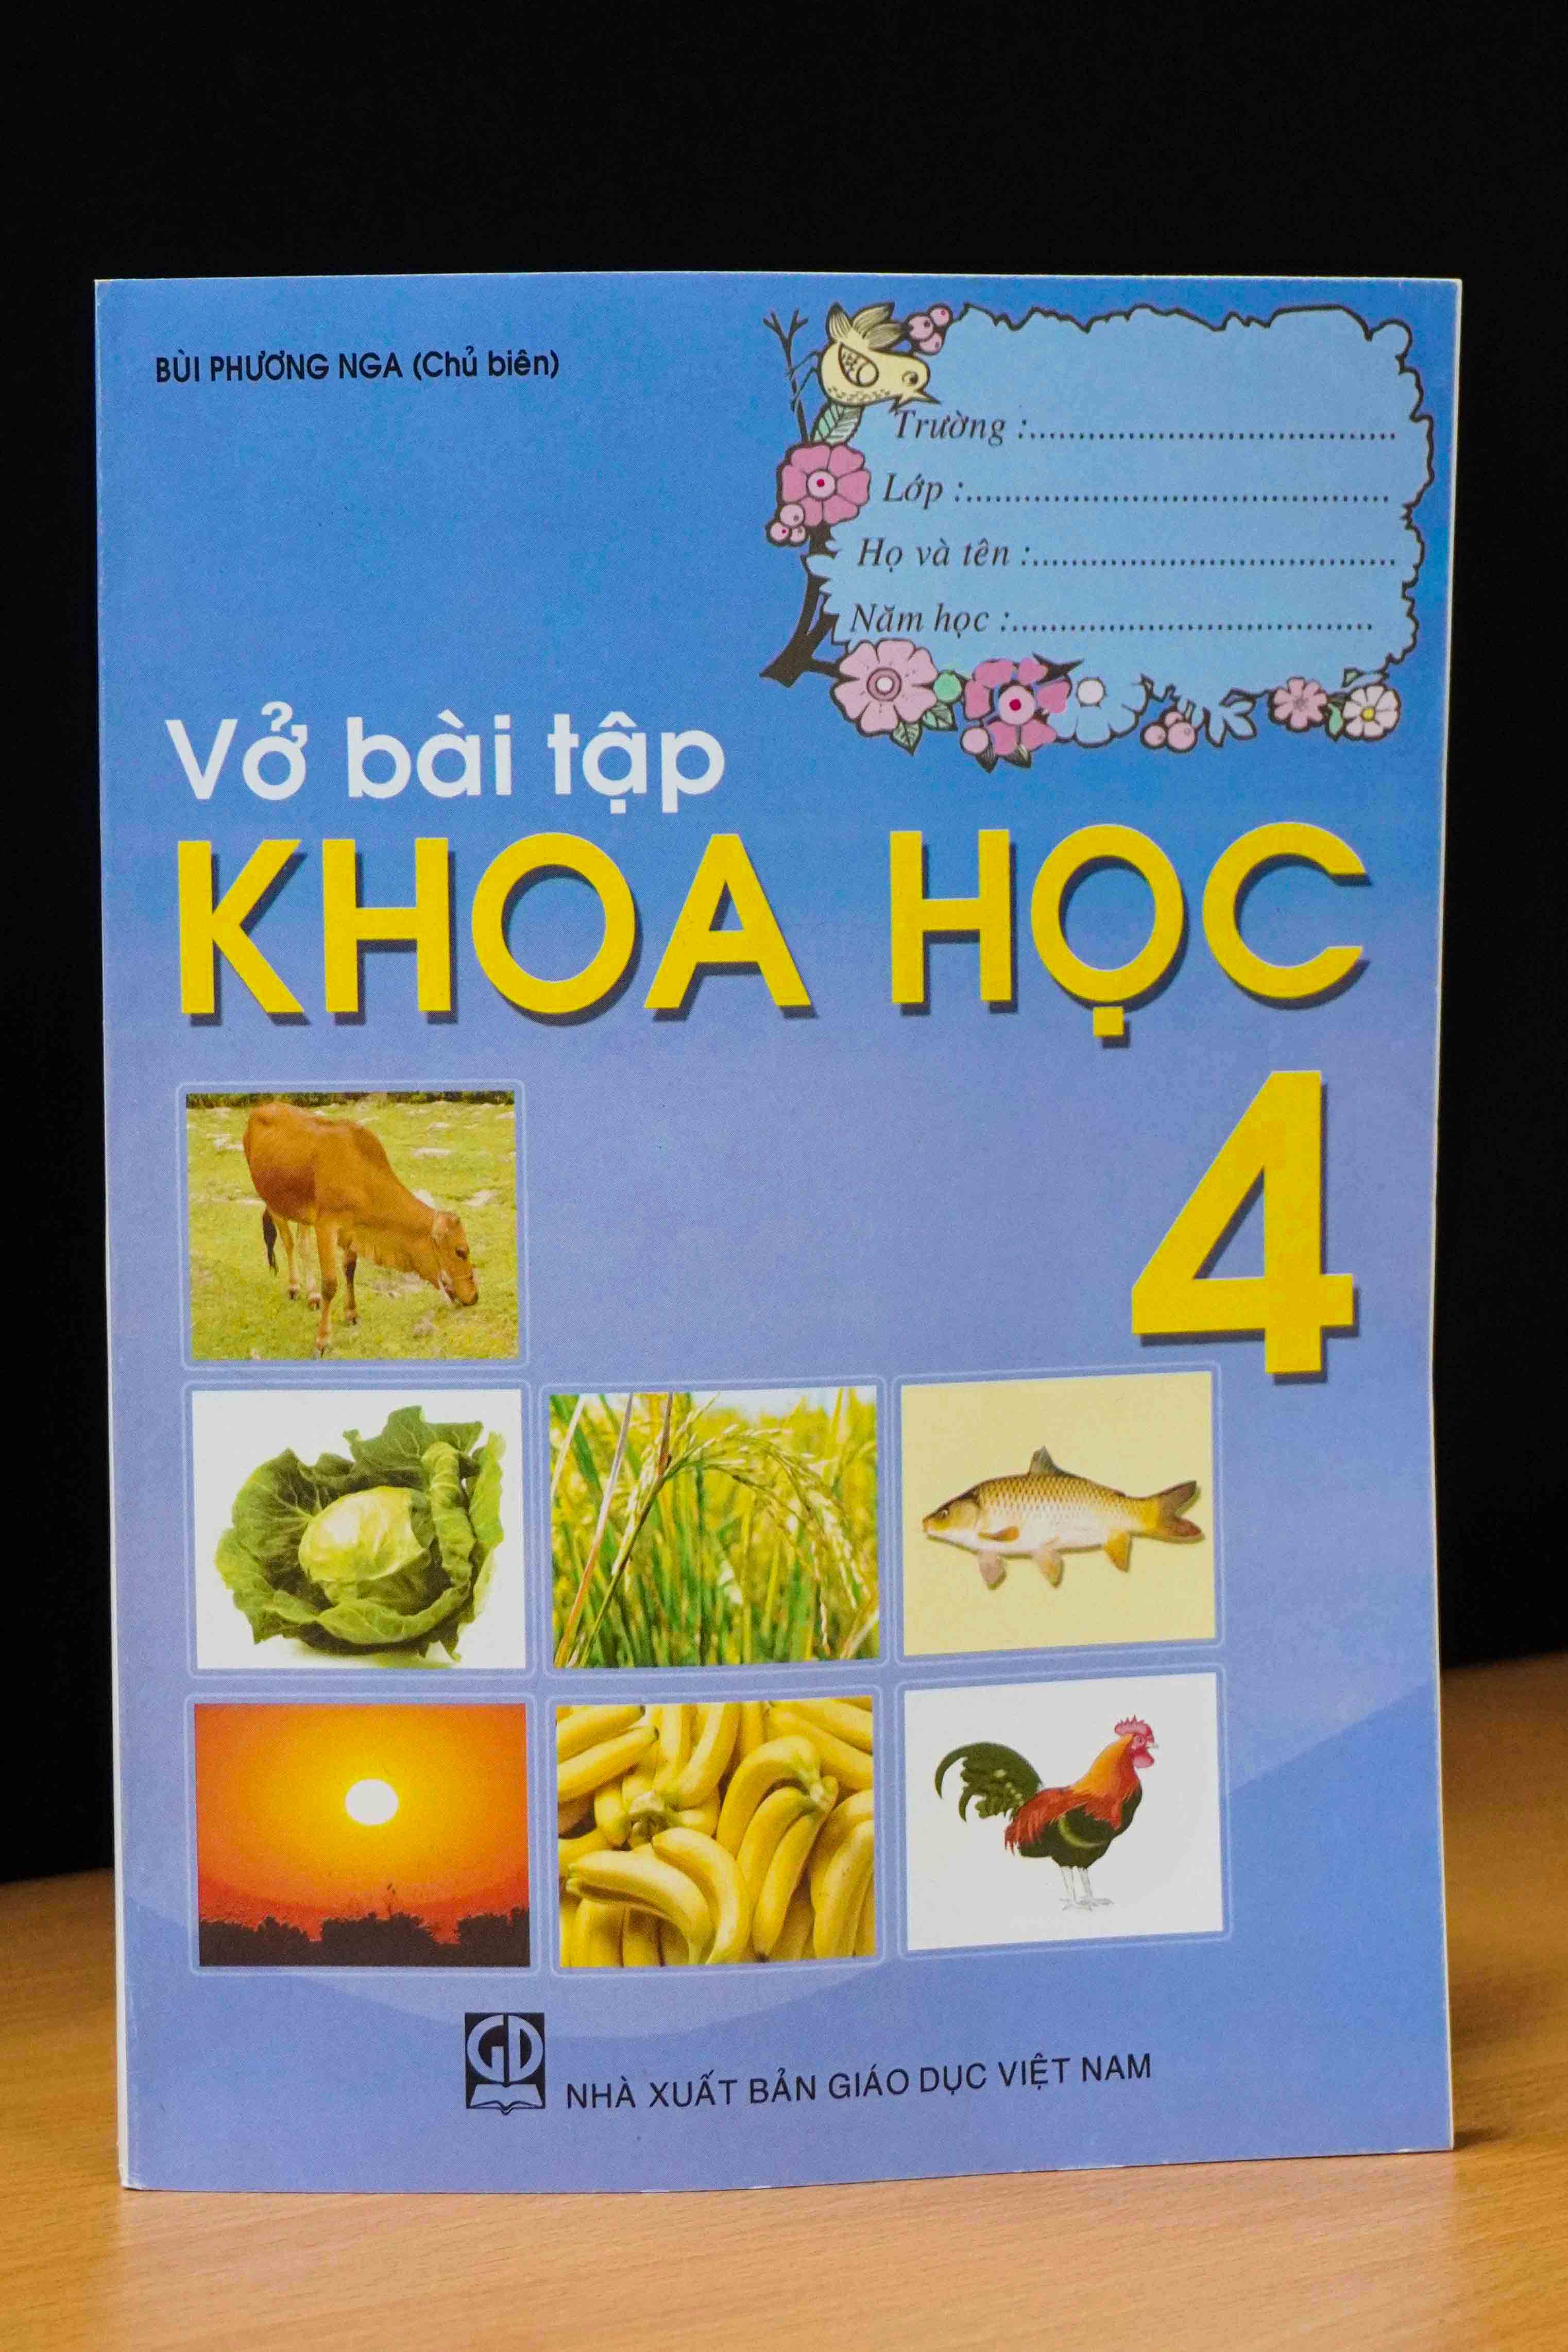 BÙI PHƯƠNG NGA (Chủ biên)
Trường :
Lớp :
Họ và tên :
Năm học :
Vở bài tập
KHOA HỌC
4
GD
NHÀ XUẤT BẢN GIÁO DỤC VIỆT NAM